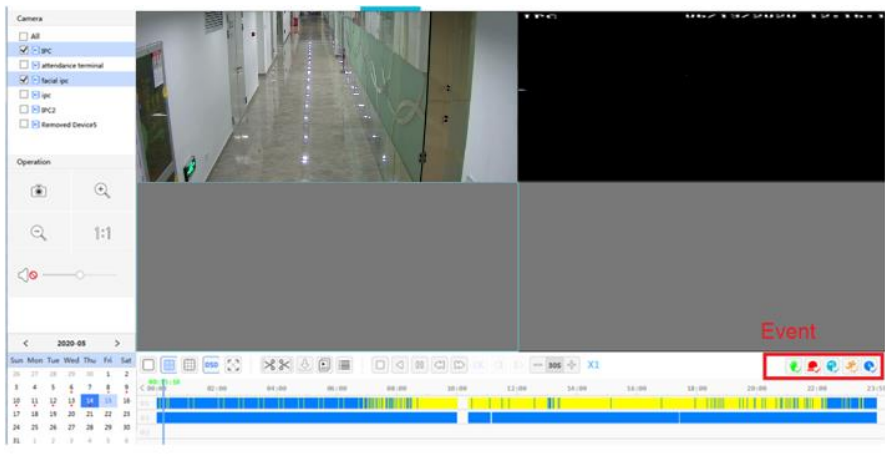 Camera
All
IPC
attendance terminal
facial ipc
ipc
IPC2
Removed Device5
Operation
1:1
Event
< 2020-05 >
OSD
30S
X1
Sun Mon Tue Wed Thu Fri Sat
26 27 28 29 30 1 2
3 4 5 6 7 8 9
10 11 12 13 14 15 16
17 18 19 20 21 22 23
24 25 26 27 28 29 30
31 1 2 3 4 5 6
02:00 04:00 06:00 08:00 10:00 12:00 14:00 16:00 18:00 20:00 22:00